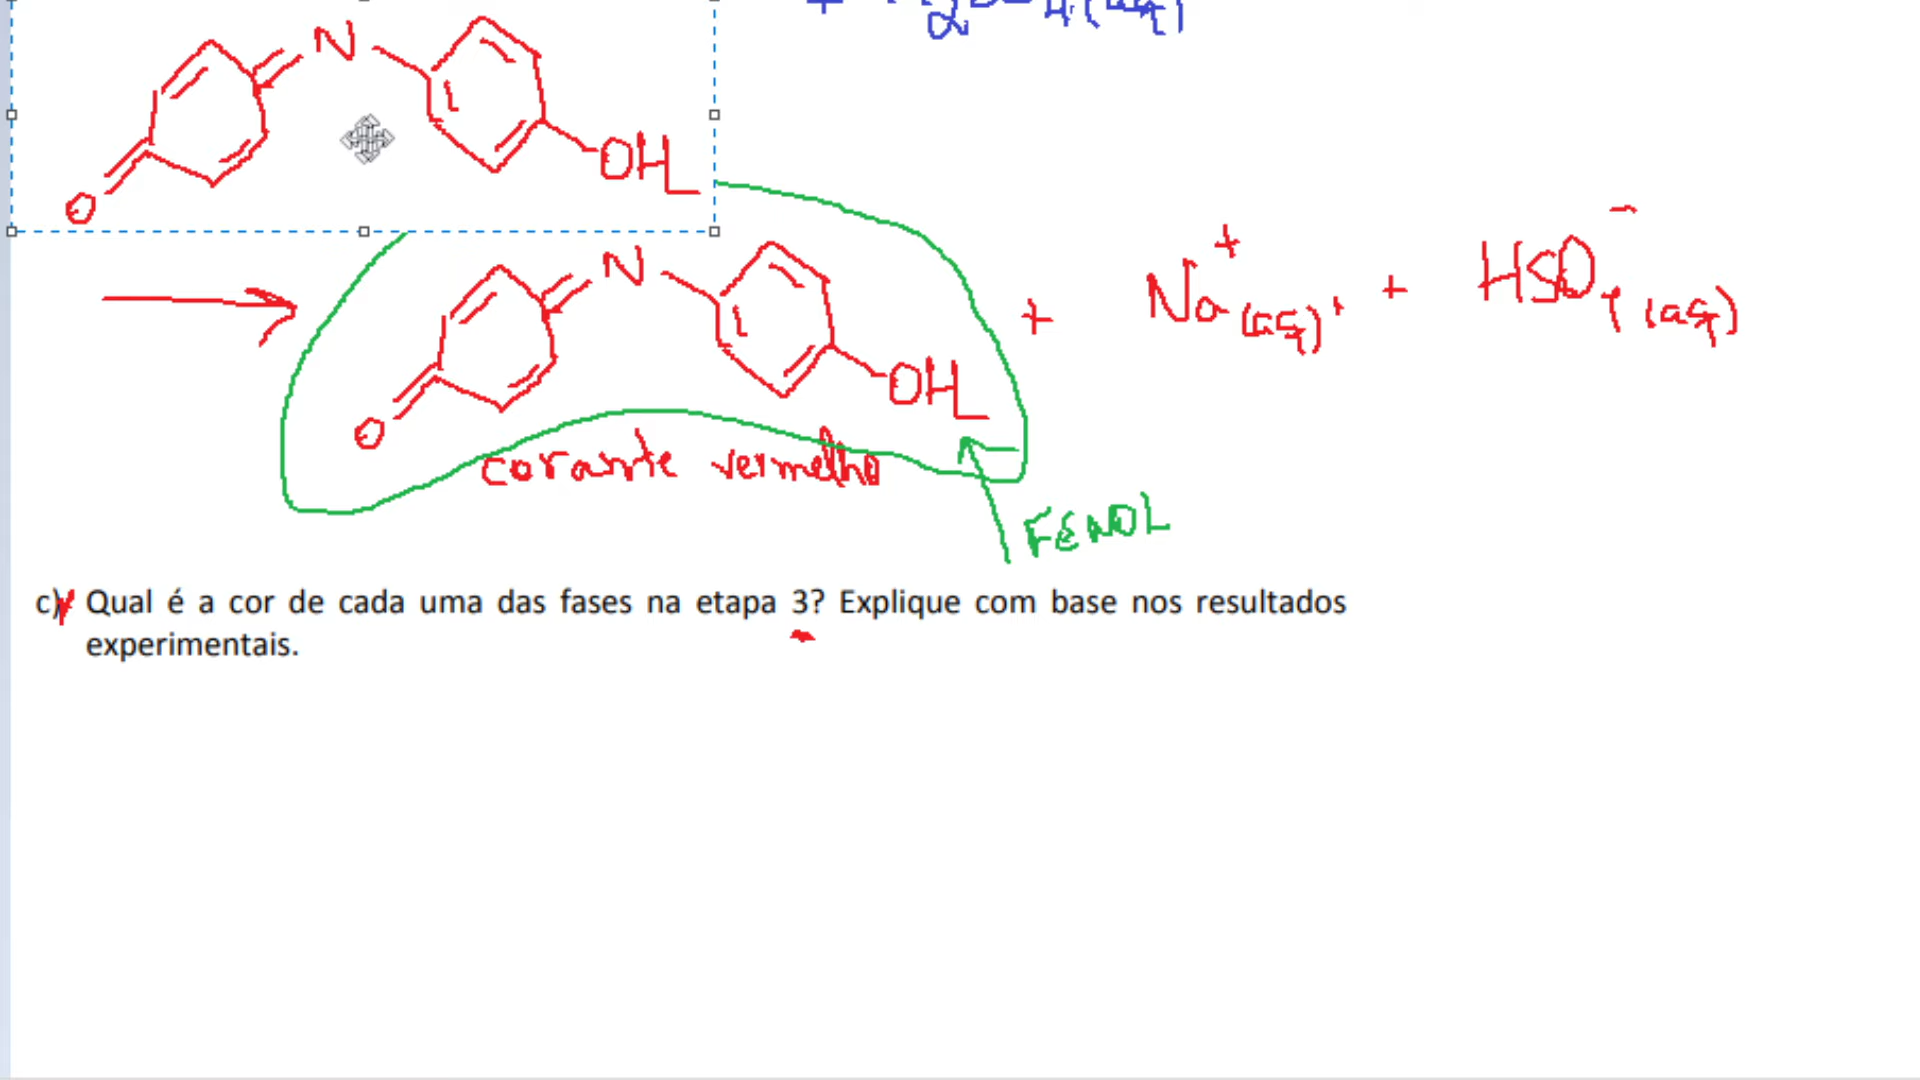 N
OH
O
N
OH
O
+ Na+(aq) + HSO4-(aq)
corante vermelho
FENOL
c) Qual é a cor de cada uma das fases na etapa 3? Explique com base nos resultados
experimentais.